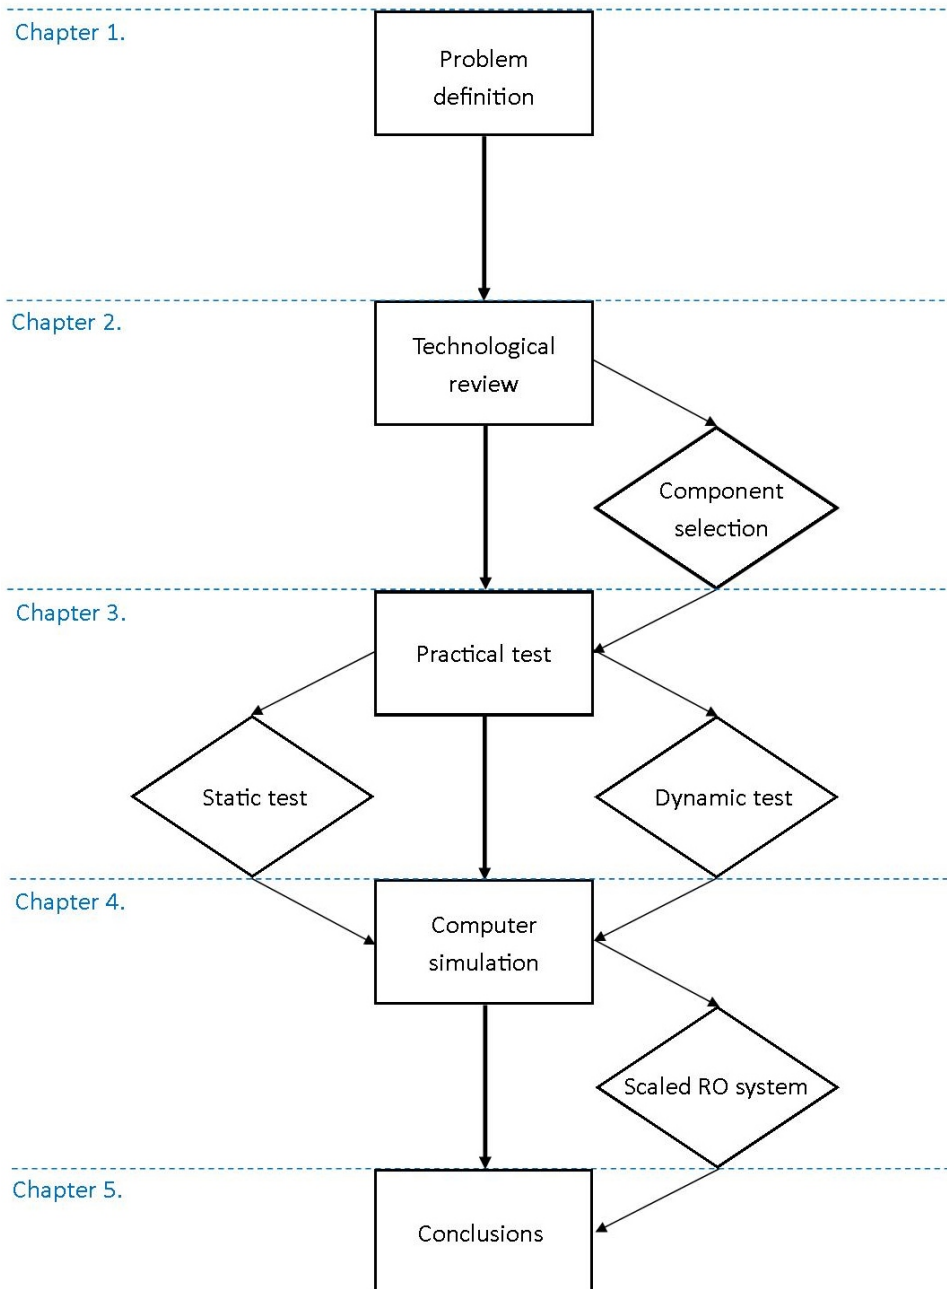 Chapter 1.
Problem
definition
Chapter 2.
Technological
review
Component
selection
Chapter 3.
Practical test
Static test
Dynamic test
Chapter 4.
Computer
simulation
Scaled RO system
Chapter 5.
Conclusions